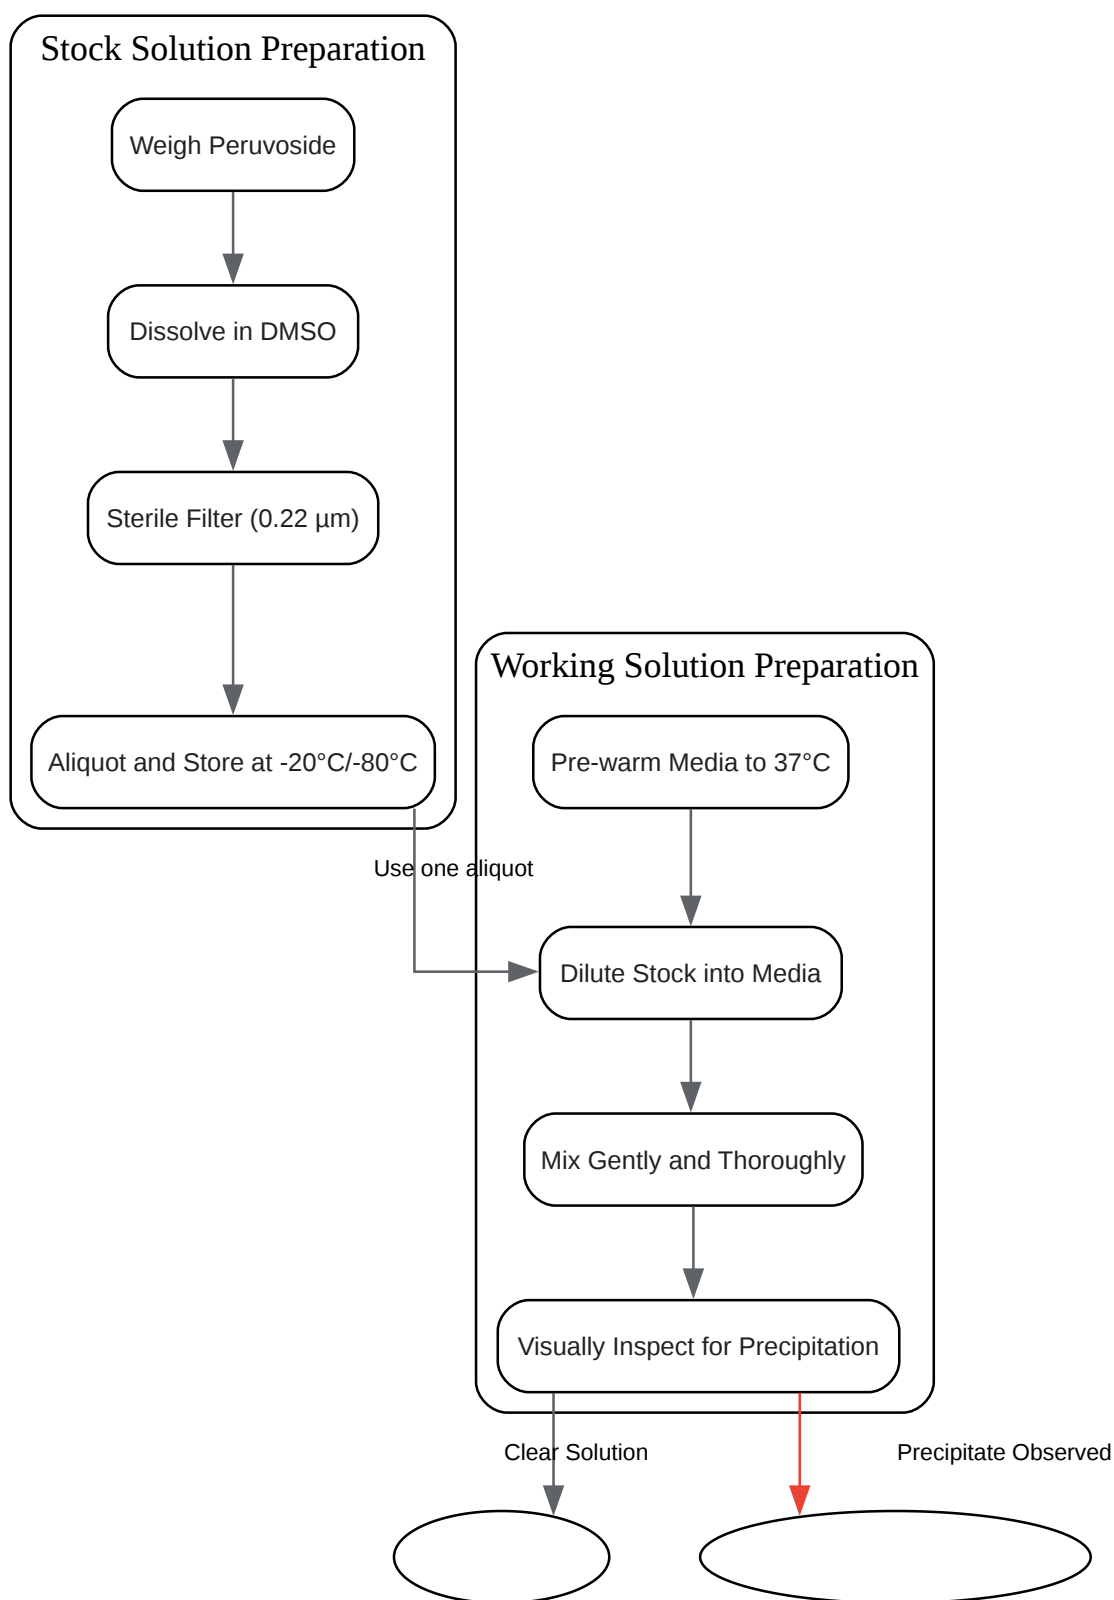 Stock Solution Preparation
Weigh Peruvoside
Dissolve in DMSO
Sterile Filter (0.22 µm)
Aliquot and Store at -20°C/-80°C
Use one aliquot
Working Solution Preparation
Pre-warm Media to 37°C
Dilute Stock into Media
Mix Gently and Thoroughly
Visually Inspect for Precipitation
Clear Solution
Precipitate Observed